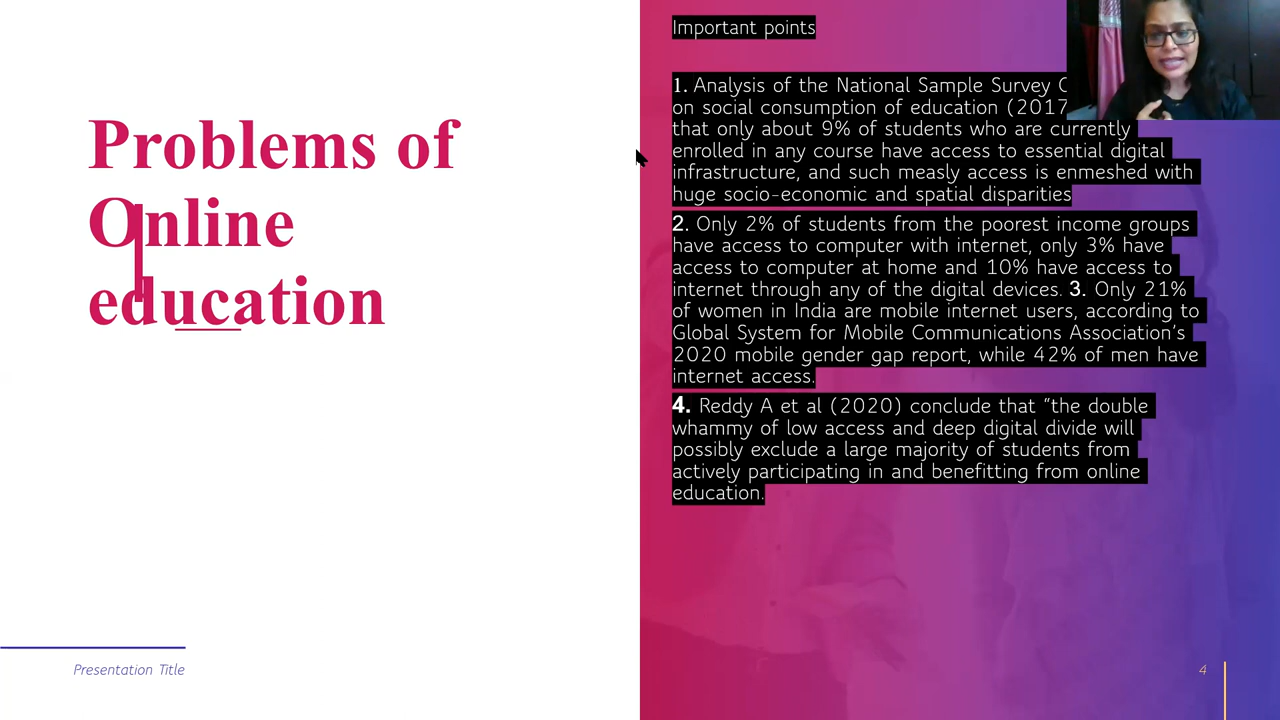 Problems of
Online
education
Important points
1. Analysis of the National Sample Survey
on social consumption of education (2017
that only about 9% of students who are currently
enrolled in any course have access to essential digital
infrastructure, and such measly access is enmeshed with
huge socio-economic and spatial disparities
2. Only 2% of students from the poorest income groups
have access to computer with internet, only 3% have
access to computer at home and 10% have access to
internet through any of the digital devices. 3. Only 21%
of women in India are mobile internet users, according to
Global System for Mobile Communications Association’s
2020 mobile gender gap report, while 42% of men have
internet access.
4. Reddy A et al (2020) conclude that “the double
whammy of low access and deep digital divide will
possibly exclude a large majority of students from
actively participating in and benefitting from online
education.
Presentation Title
4